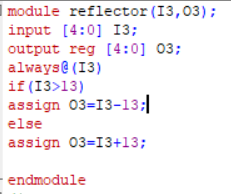 module reflector(I3,O3);
input [4:0] I3;
output reg [4:0] O3;
always@(I3)
if(I3>13)
assign O3=I3-13;
else
assign O3=I3+13;
endmodule